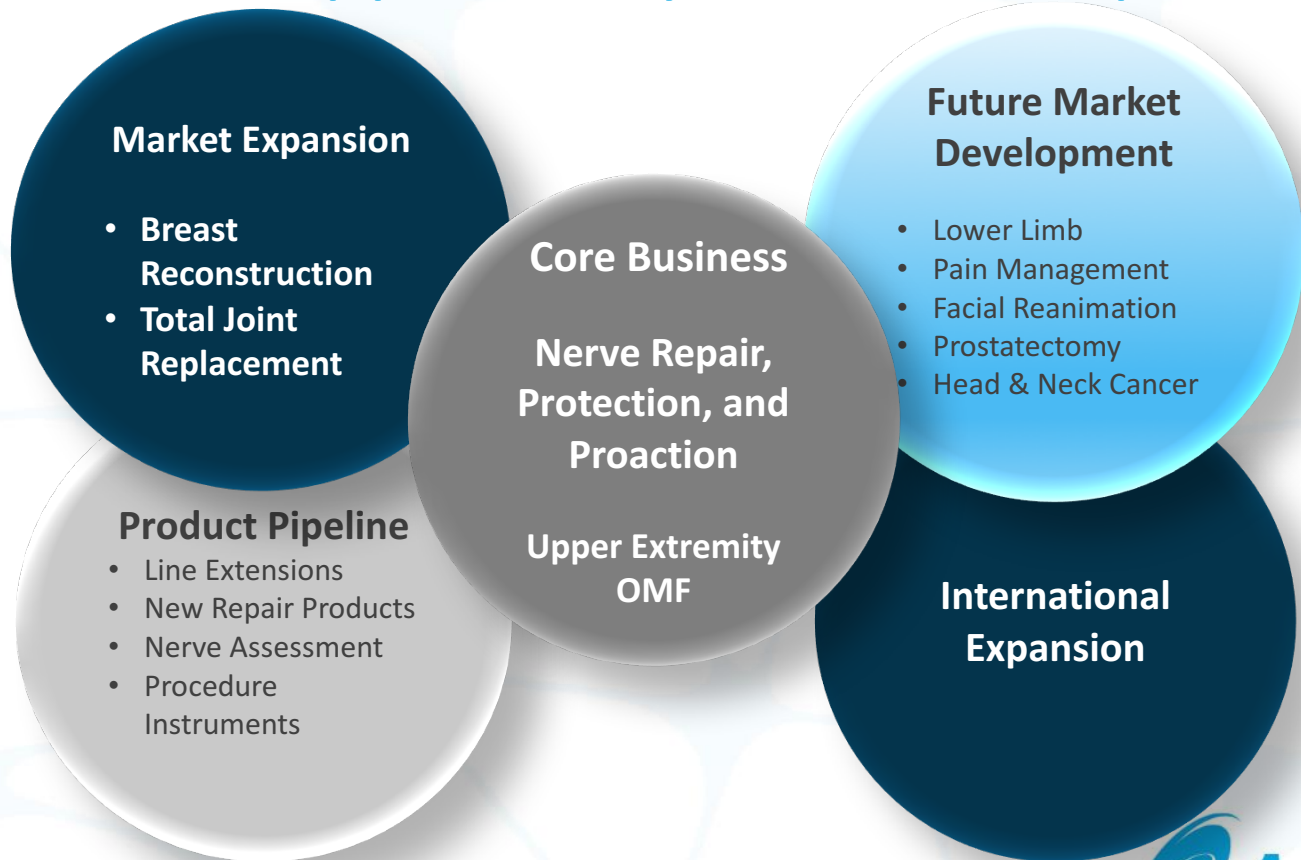 Market Expansion
• Breast
Reconstruction
• Total Joint
Replacement
Core Business
Nerve Repair,
Protection, and
Proaction
Upper Extremity
OMF
Future Market
Development
• Lower Limb
• Pain Management
• Facial Reanimation
• Prostatectomy
• Head & Neck Cancer
Product Pipeline
• Line Extensions
• New Repair Products
• Nerve Assessment
• Procedure
Instruments
International
Expansion